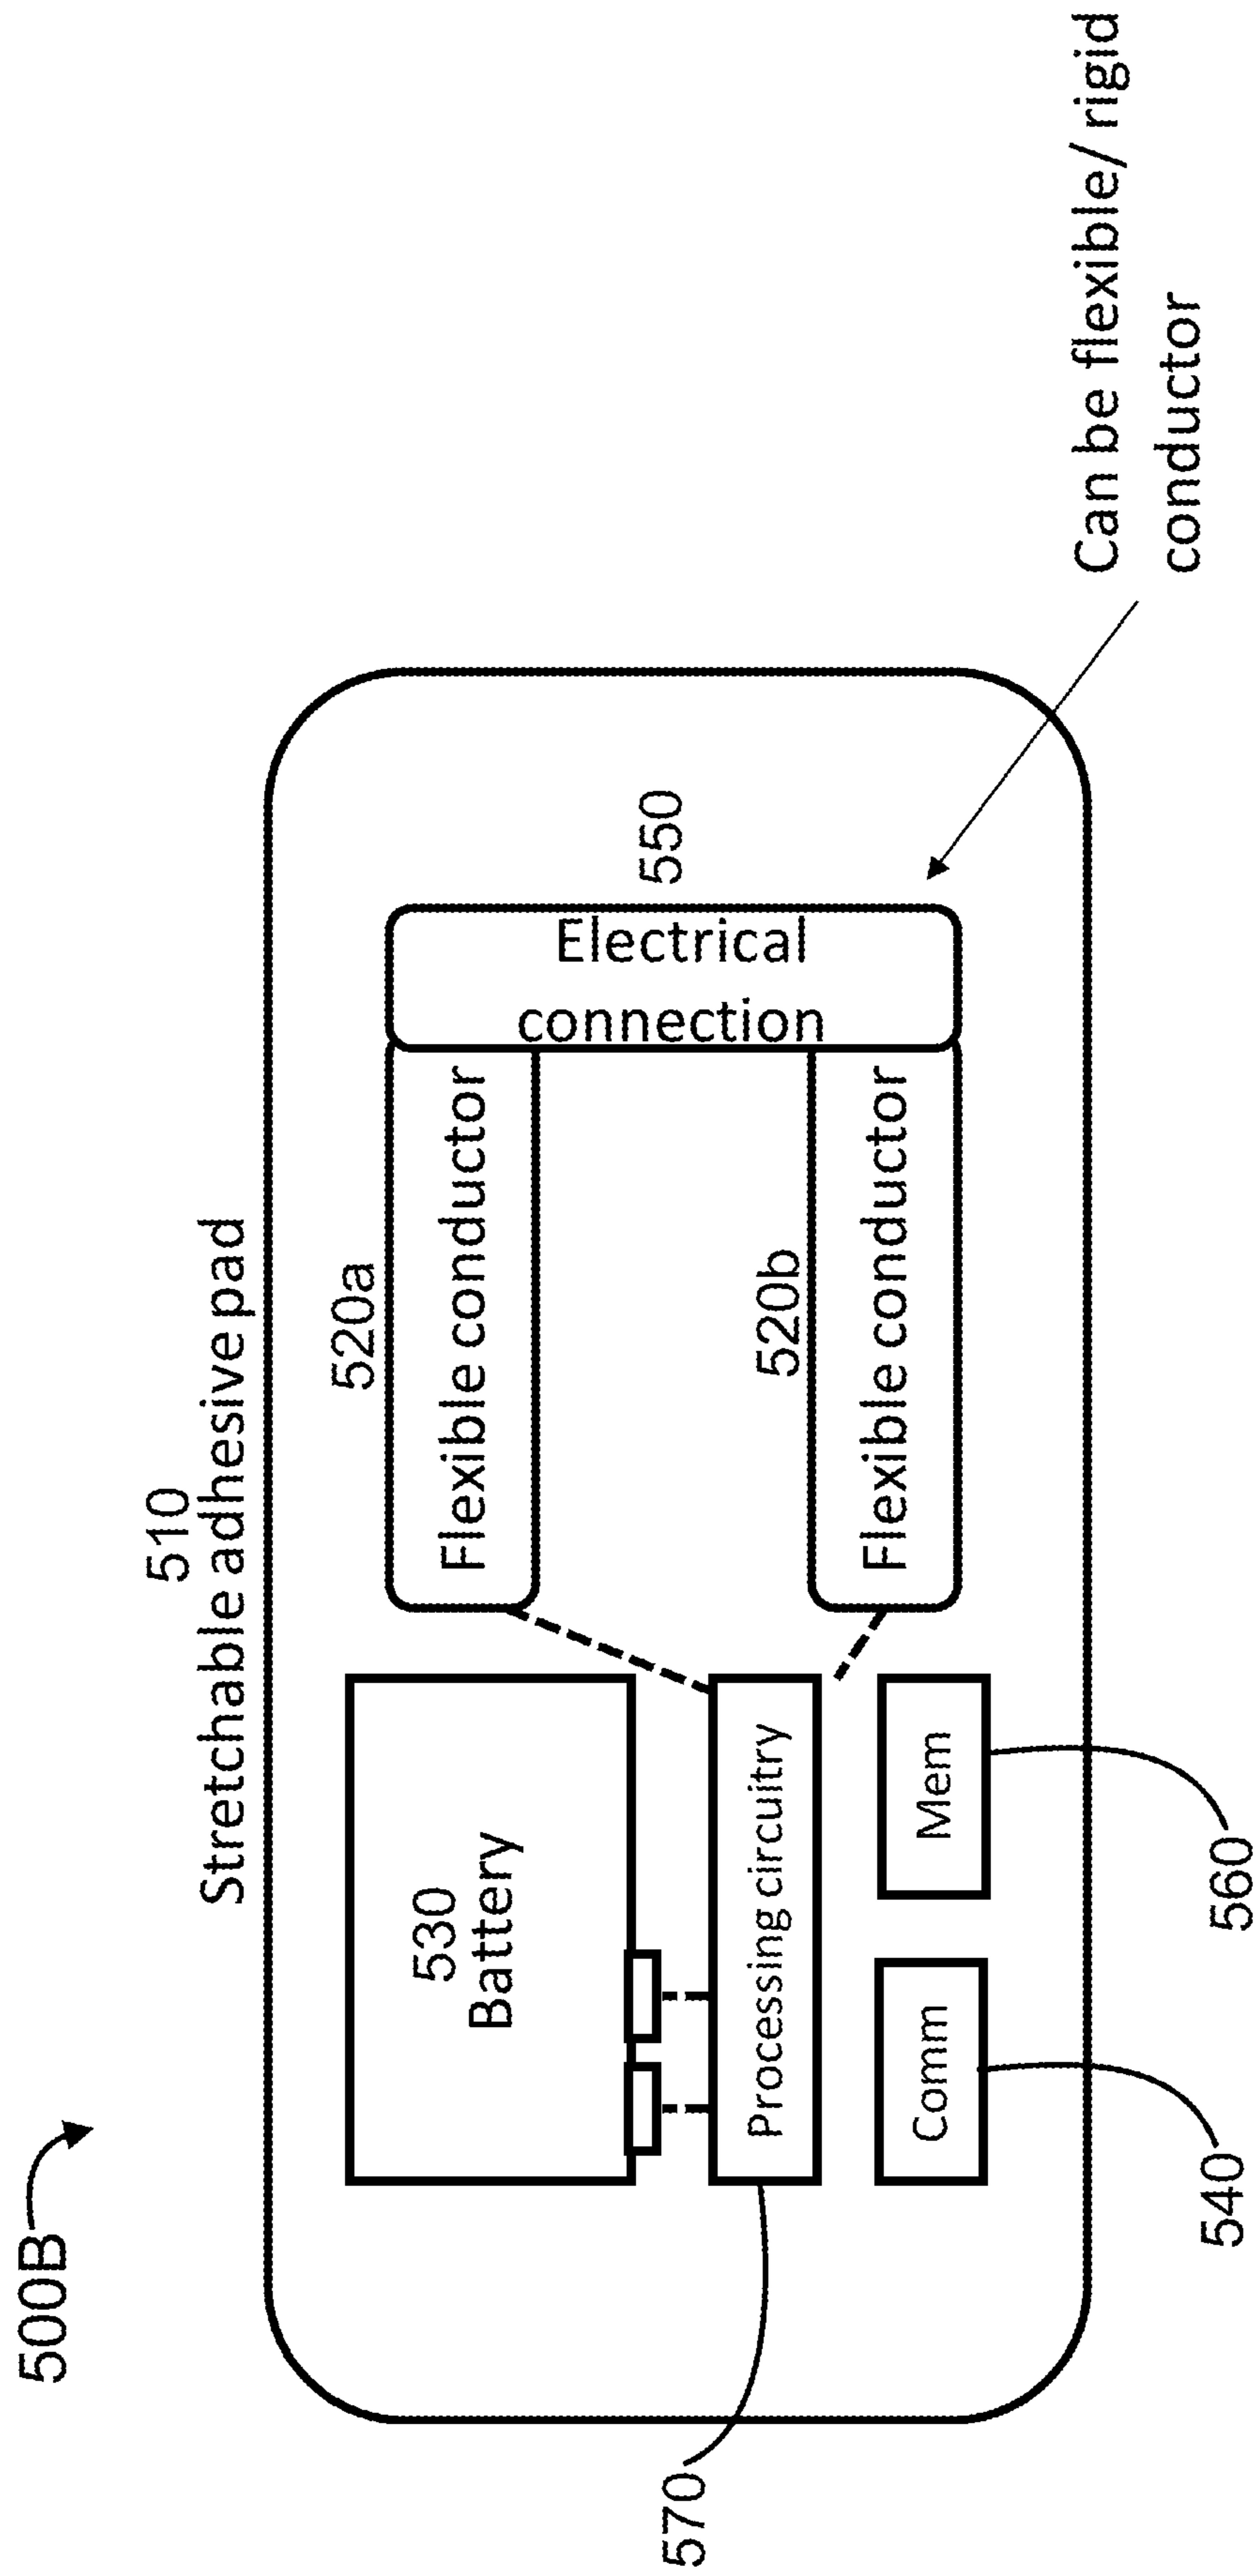 500B
510
Stretchable adhesive pad
530
Battery
520a
Flexible conductor
Electrical
connection
550
520b
Flexible conductor
570
Processing circuitry
Comm
Mem
540
560
Can be flexible/ rigid
conductor